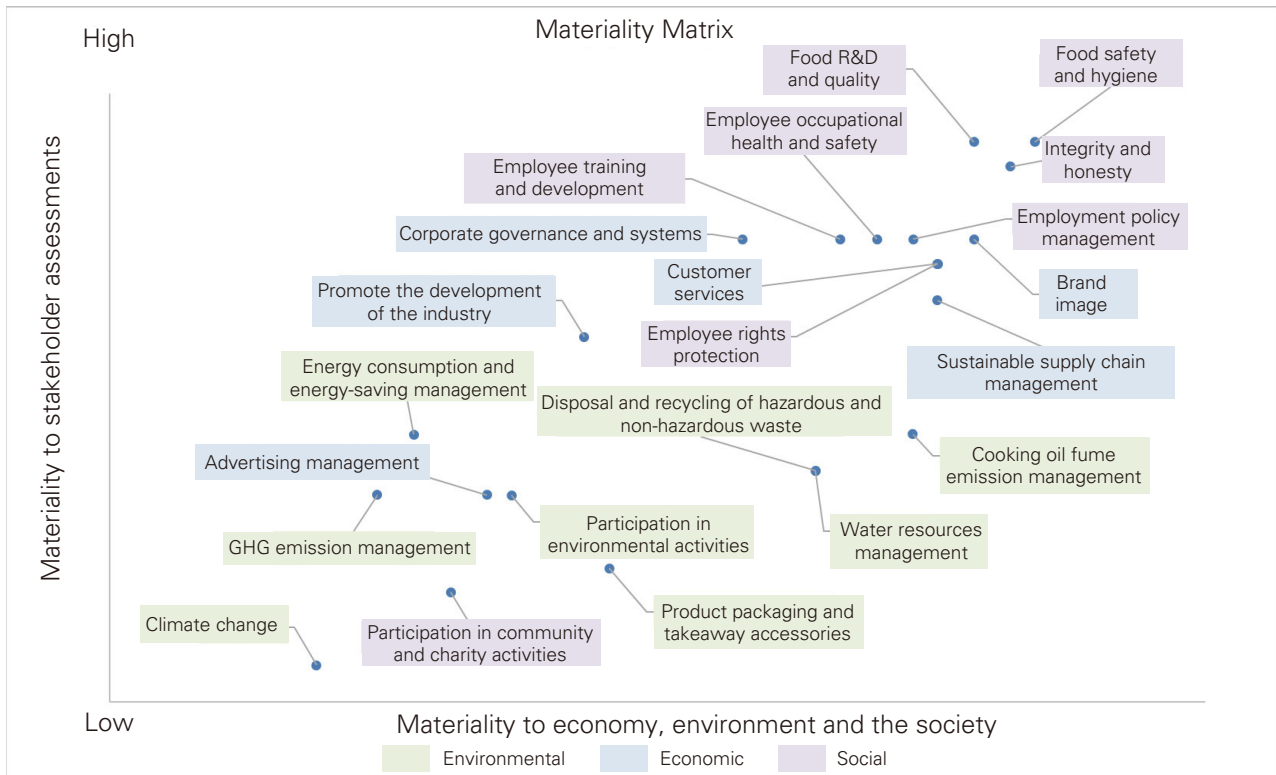 High
Materiality Matrix
Food R&D
and quality
Food safety
and hygiene
Employee occupational
health and safety
Integrity and
honesty
Employee training
and development
Employment policy
management
Corporate governance and systems
Customer
services
Brand
image
Promote the development
of the industry
Employee rights
protection
Sustainable supply chain
management
Energy consumption and
energy-saving management
Disposal and recycling of hazardous and
non-hazardous waste
Cooking oil fume
emission management
Advertising management
Participation in
environmental activities
Water resources
management
GHG emission management
Product packaging and
takeaway accessories
Climate change
Participation in community
and charity activities
Materiality to stakeholder assessments
Low
Materiality to economy, environment and the society
Environmental
Economic
Social